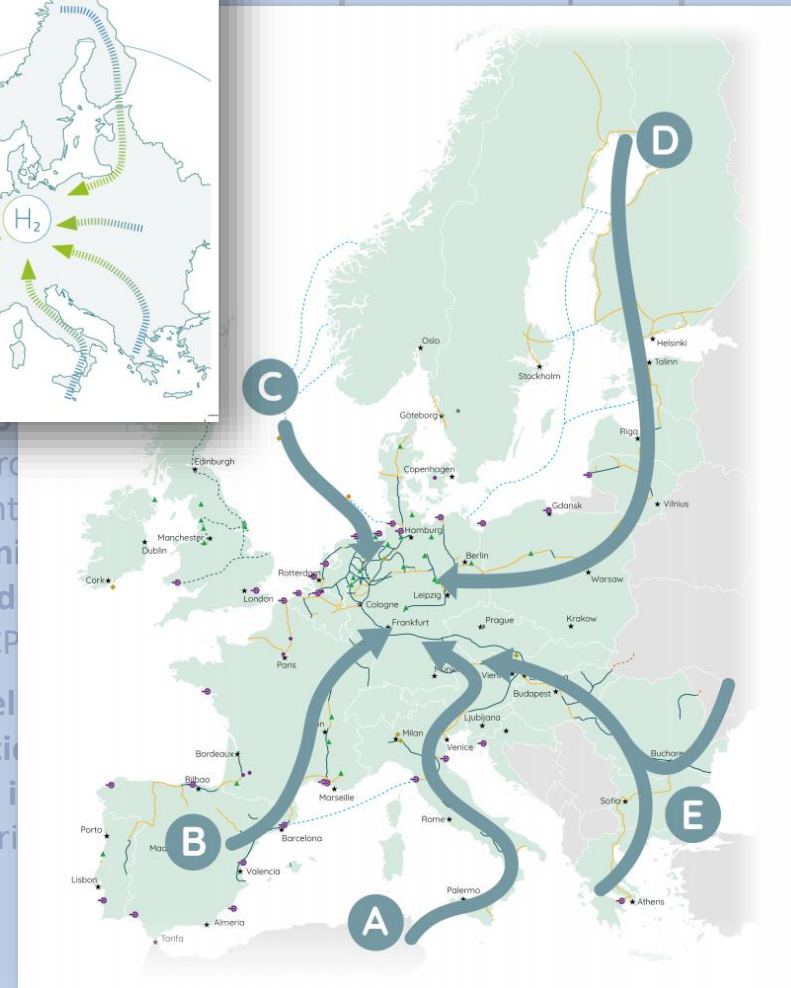 H₂
D
Oslo
Helsinki
Talinn
Stockholm
C
Göteborg
Riga
Edinburgh
Copenhagen
Vilnius
Gdansk
Manchester
Hamburg
Dublin
Berlin
Rotterdam
Warsaw
Cork
London
Leipzig
Cologne
Frankfurt
Prague
Krakow
Paris
Budapest
Ljubljana
Milan
Venice
Bordeaux
Bilbao
Marseille
Sofia
E
Rome
Porto
B
Barcelona
Valencia
Lisbon
Palermo
Athens
A
Almeria
Tarifa